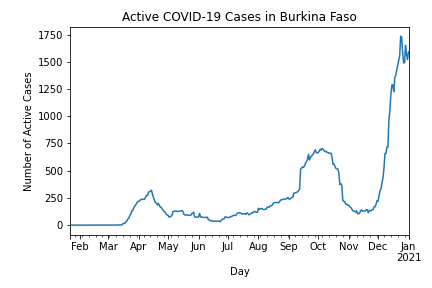 Active COVID-19 Cases in Burkina Faso
Number of Active Cases
1750
1500
1250
1000
750
500
250
0
Feb Mar Apr May Jun Jul Aug Sep Oct Nov Dec Jan
2021
Day